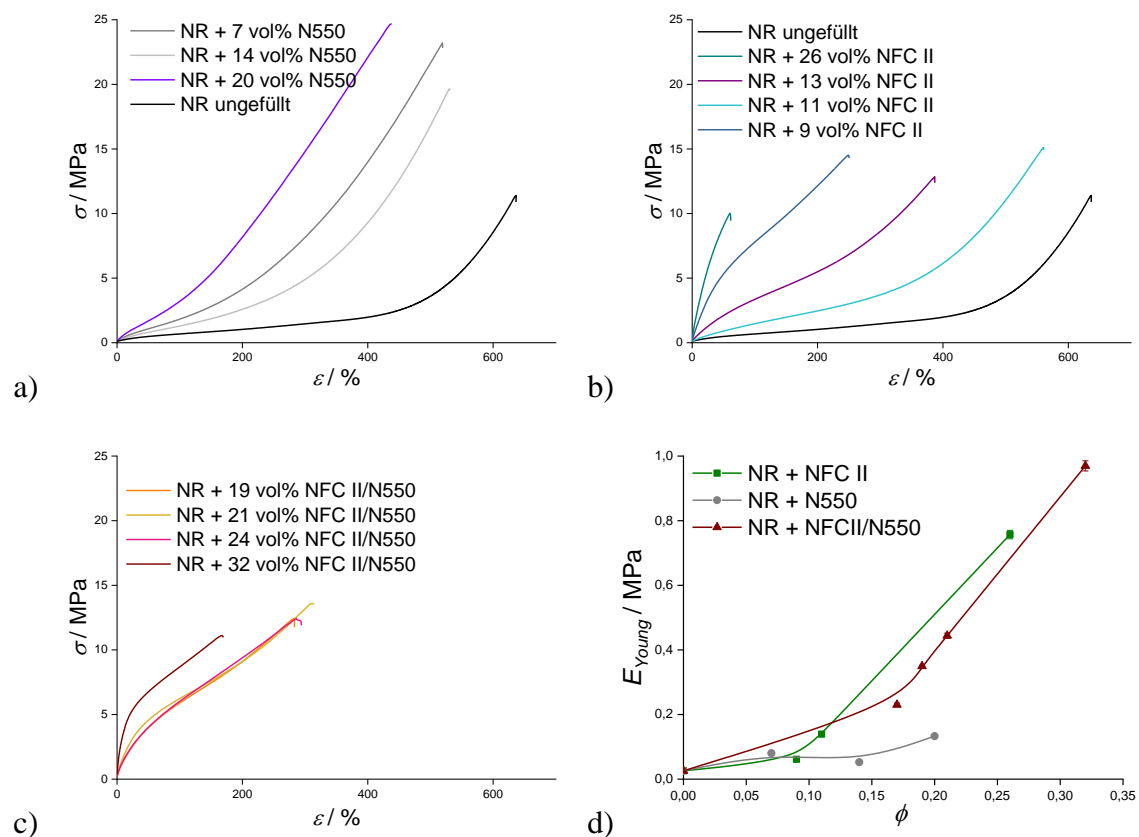 25
20
15
10
5
0
σ / MPa
NR + 7 vol% N550
NR + 14 vol% N550
NR + 20 vol% N550
NR ungefüllt
0 200 400 600
ε / %
a)
25
20
15
10
5
0
σ / MPa
NR ungefüllt
NR + 26 vol% NFC II
NR + 13 vol% NFC II
NR + 11 vol% NFC II
NR + 9 vol% NFC II
0 200 400 600
ε / %
b)
25
20
15
10
5
0
σ / MPa
NR + 19 vol% NFC II/N550
NR + 21 vol% NFC II/N550
NR + 24 vol% NFC II/N550
NR + 32 vol% NFC II/N550
0 200 400 600
ε / %
c)
1,0
0,8
0,6
0,4
0,2
0,0
E_Young / MPa
NR + NFC II
NR + N550
NR + NFCII/N550
0,00 0,05 0,10 0,15 0,20 0,25 0,30 0,35
ϕ
d)